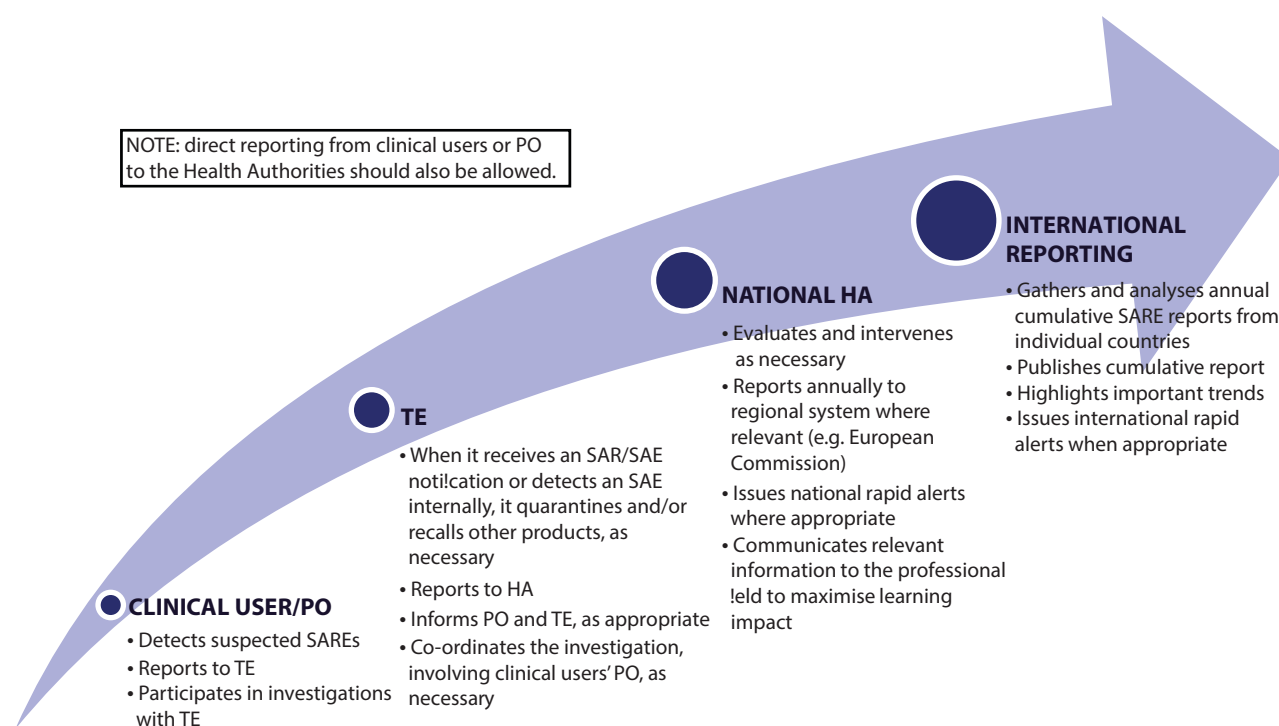 NOTE: direct reporting from clinical users or PO
to the Health Authorities should also be allowed.
CLINICAL USER/PO
• Detects suspected SAREs
• Reports to TE
• Participates in investigations
with TE
TE
• When it receives an SAR/SAE
noti!cation or detects an SAE
internally, it quarantines and/or
recalls other products, as
necessary
• Reports to HA
• Informs PO and TE, as appropriate
• Co-ordinates the investigation,
involving clinical users’ PO, as
necessary
NATIONAL HA
• Evaluates and intervenes
as necessary
• Reports annually to
regional system where
relevant (e.g. European
Commission)
• Issues national rapid alerts
where appropriate
• Communicates relevant
information to the professional
!eld to maximise learning
impact
INTERNATIONAL
REPORTING
• Gathers and analyses annual
cumulative SARE reports from
individual countries
• Publishes cumulative report
• Highlights important trends
• Issues international rapid
alerts when appropriate